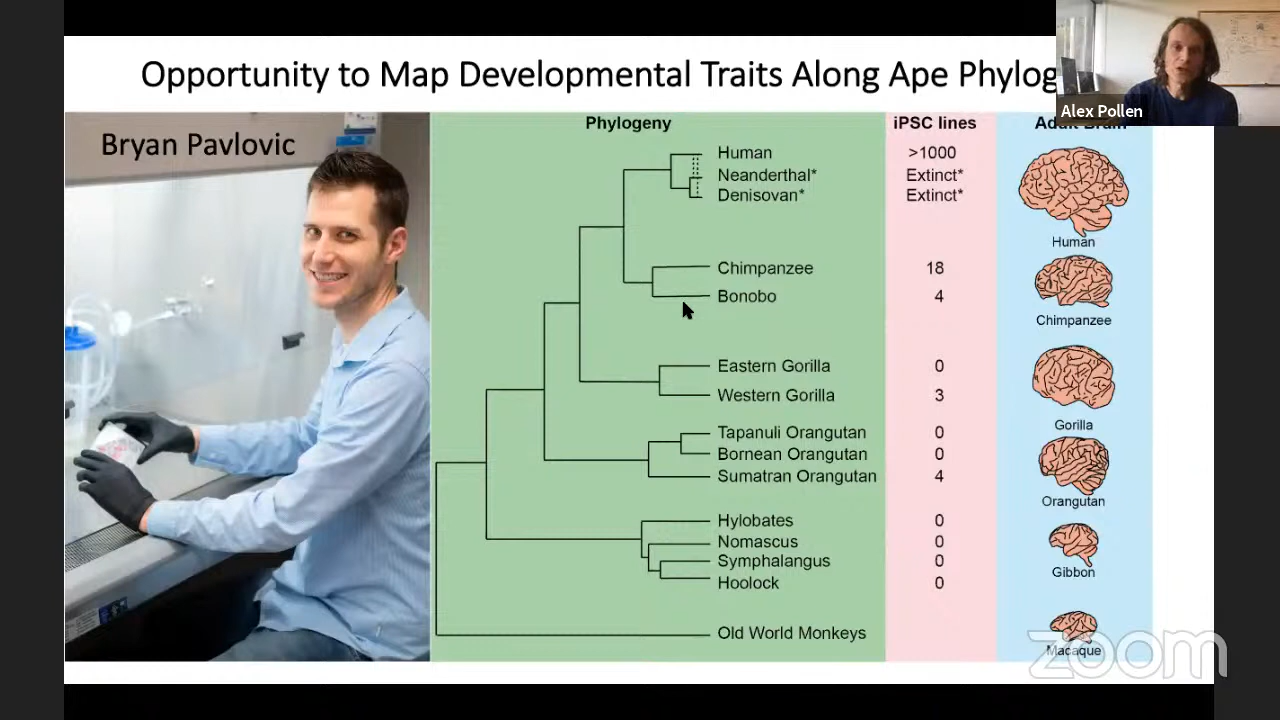 Opportunity to Map Developmental Traits Along Ape Phylog
Alex Pollen
Bryan Pavlovic
Phylogeny
iPSC lines
Adult Brain
Human >1000
Neanderthal* Extinct*
Denisovan* Extinct*
Human
Chimpanzee 18
Bonobo 4
Chimpanzee
Eastern Gorilla 0
Western Gorilla 3
Gorilla
Tapanuli Orangutan 0
Bornean Orangutan 0
Sumatran Orangutan 4
Orangutan
Hylobates 0
Nomascus 0
Symphalangus 0
Hoolock 0
Gibbon
Old World Monkeys
Macaque
zoom